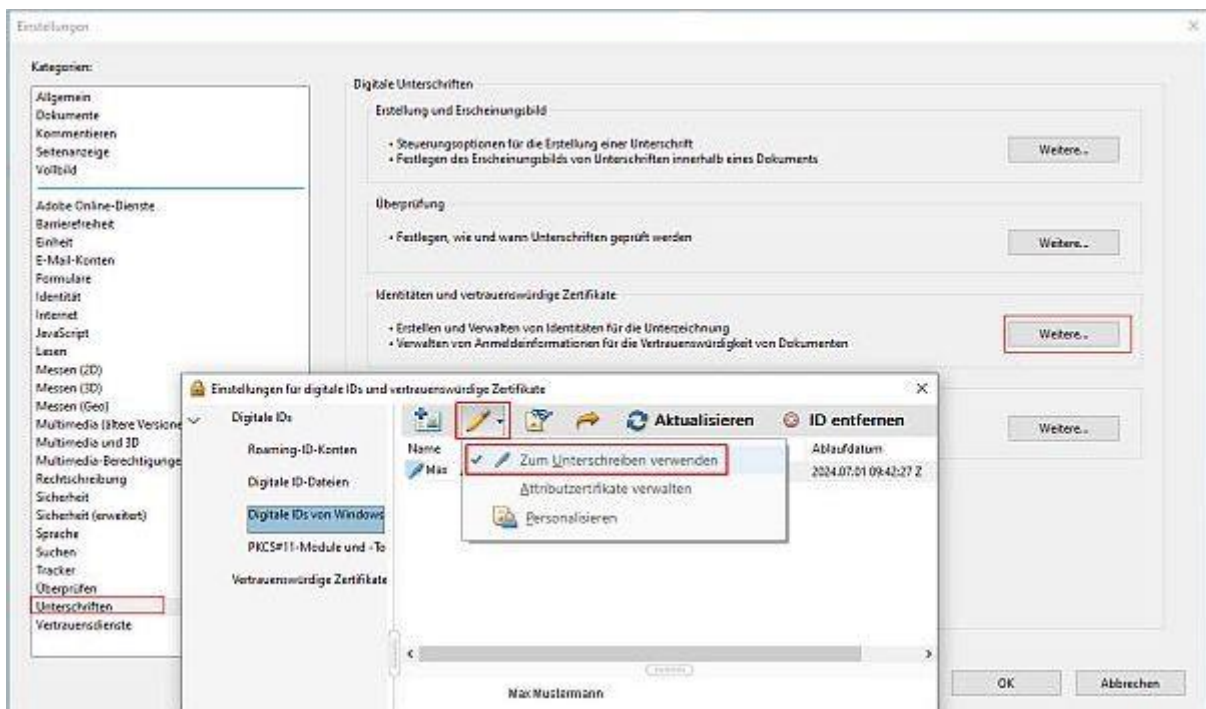 Einstellungen
Kategorien:
Allgemein
Dokumente
Kommentieren
Seitenanzeige
Vollbild
Adobe Online-Dienste
Barrierefreiheit
Einheit
E-Mail-Konten
Formulare
Identität
Internet
JavaScript
Lesen
Messen (2D)
Messen (3D)
Messen (Geo)
Multimedia (ältere Versione
Multimedia und 3D
Multimedia-Berechtigunge
Rechtschreibung
Sicherheit
Sicherheit (erweitert)
Sprache
Suchen
Tracker
Überprüfen
Unterschriften
Vertrauensdienste
Digitale Unterschriften
Erstellung und Erscheinungsbild
• Steuerungsoptionen für die Erstellung einer Unterschrift
• Festlegen des Erscheinungsbilds von Unterschriften innerhalb eines Dokuments
Weitere...
Überprüfung
• Festlegen, wie und wann Unterschriften geprüft werden
Weitere...
Identitäten und vertrauenswürdige Zertifikate
• Erstellen und Verwalten von Identitäten für die Unterzeichnung
• Verwalten von Anmeldeinformationen für die Vertrauenswürdigkeit von Dokumenten
Weitere...
Weitere...
Einstellungen für digitale IDs und vertrauenswürdige Zertifikate
Digitale IDs
Roaming-ID-Konten
Digitale ID-Dateien
Digitale IDs von Windows
PKCS#11-Module und -To
Vertrauenswürdige Zertifikate
Aktualisieren
ID entfernen
Name
Ablaufdatum
Max
2024.07.01 09:42:27 Z
Zum Unterschreiben verwenden
Attributzertifikate verwalten
Personalisieren
Max Mustermann
OK
Abbrechen